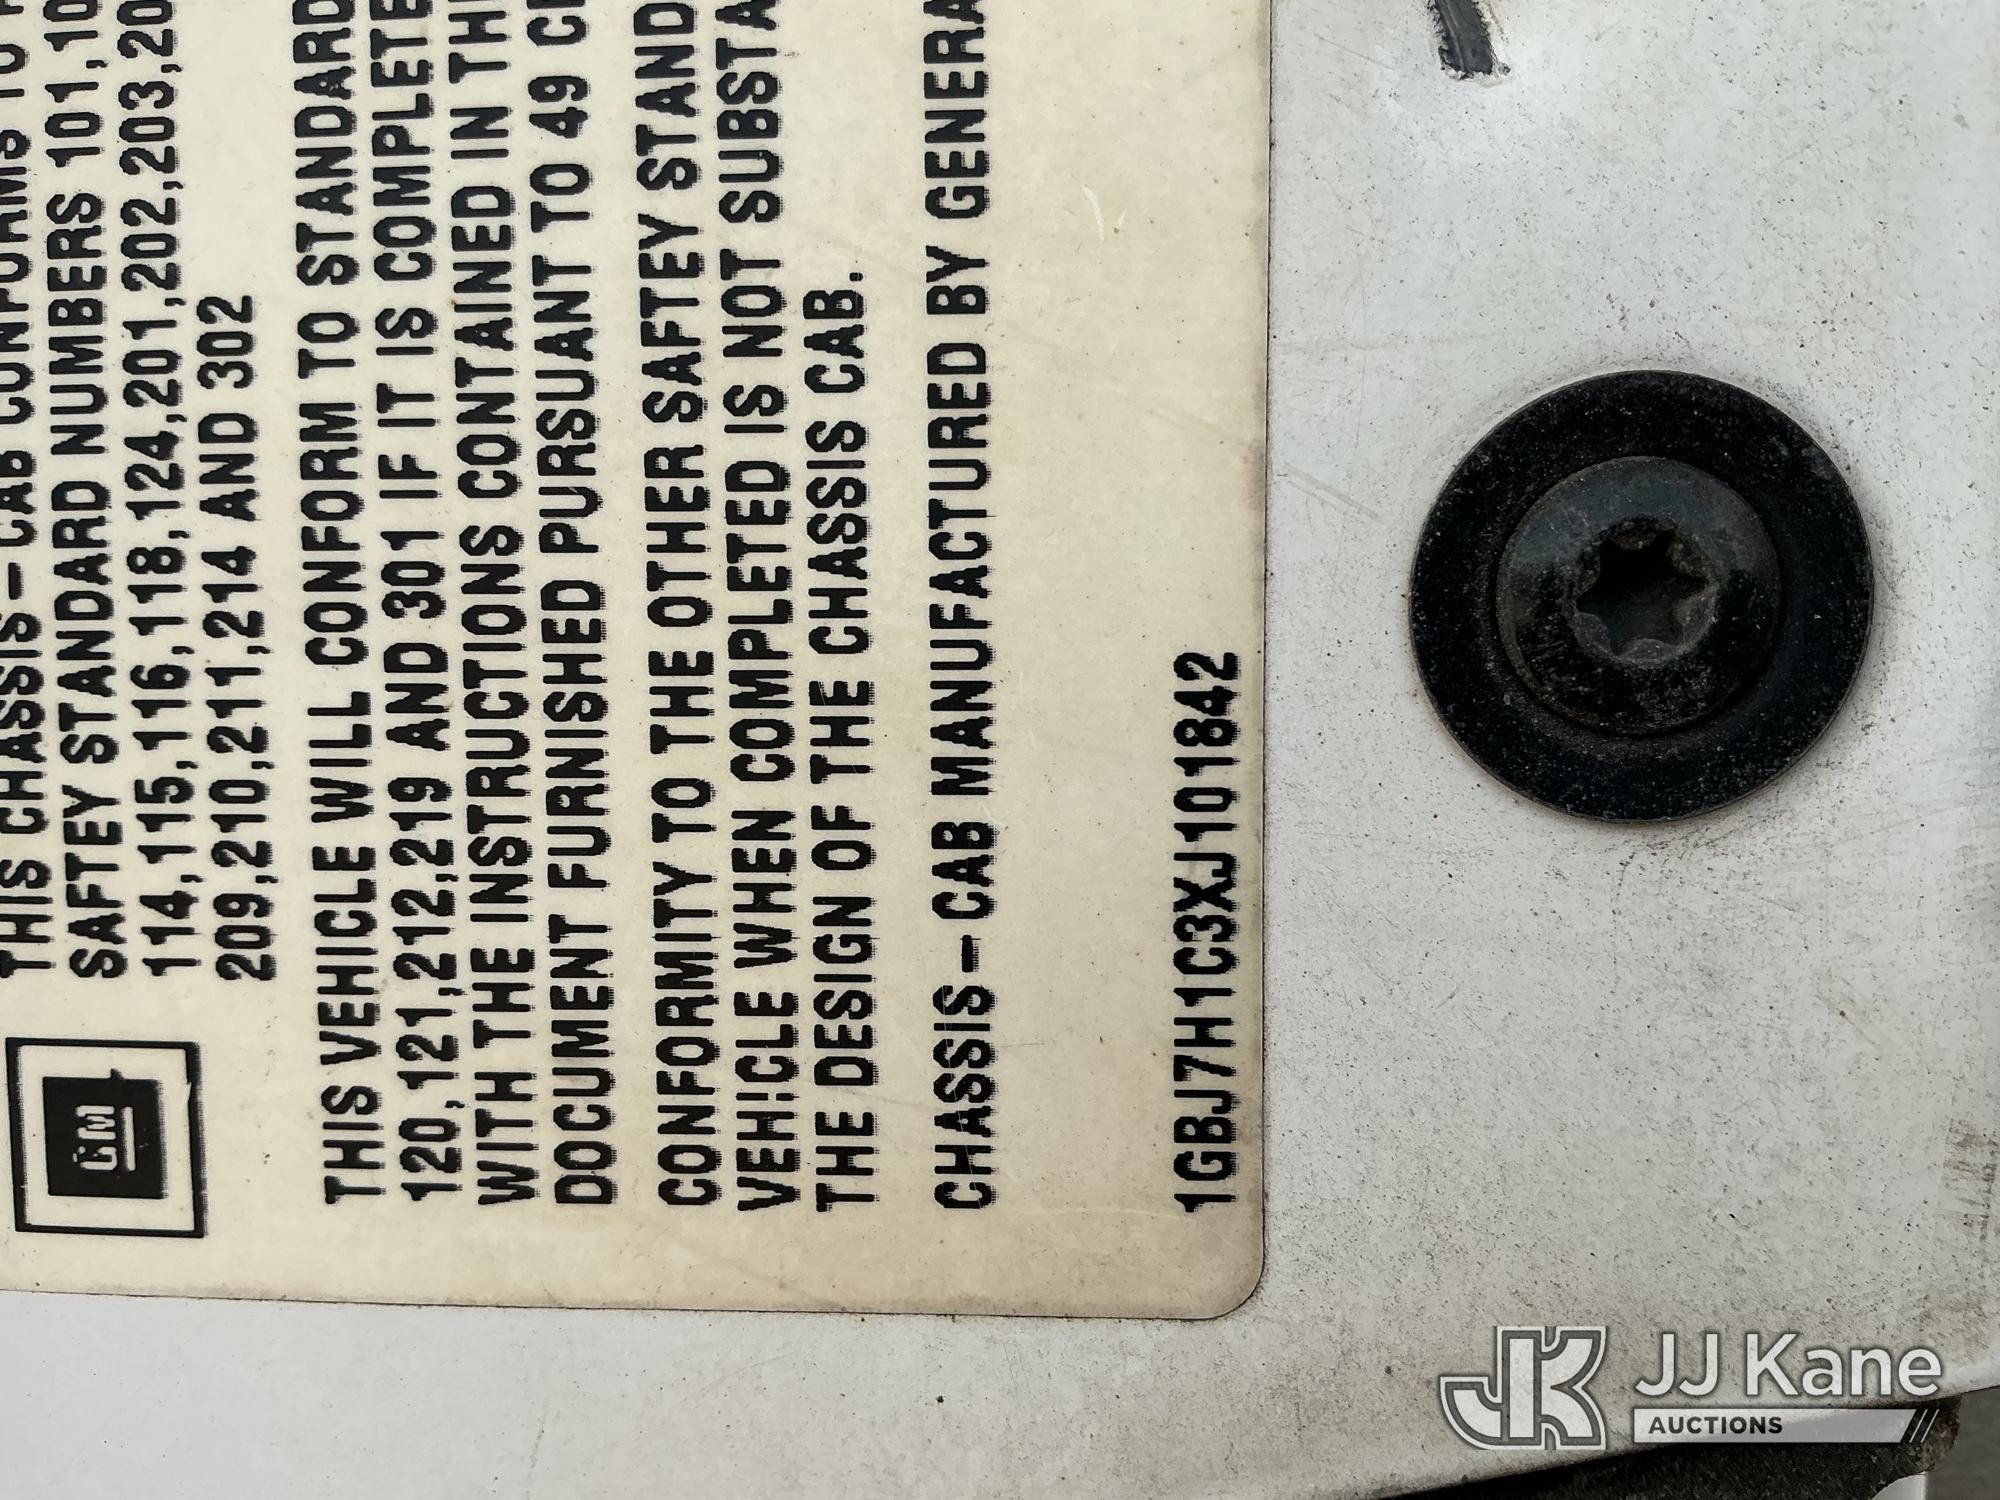 THIS CHASSIS-CAB CONFORMS TO
SAFTEY STANDARD NUMBERS 101,10
114,115,116,118,124,201,202,203,20
209,210,211,214 AND 302
GM
THIS VEHICLE WILL CONFORM TO STANDARD
120,121,212,219 AND 301 IF IT IS COMPLETE
WITH THE INSTRUCTIONS CONTAINED IN THI
DOCUMENT FURNISHED PURSUANT TO 49 C
CONFORMITY TO THE OTHER SAFTEY STAND
VEHICLE WHEN COMPLETED IS NOT SUBSTA
THE DESIGN OF THE CHASSIS CAB.
CHASSIS-CAB MANUFACTURED BY GENERA
1GBJ7H1C3XJ101842
JK JJ Kane
AUCTIONS